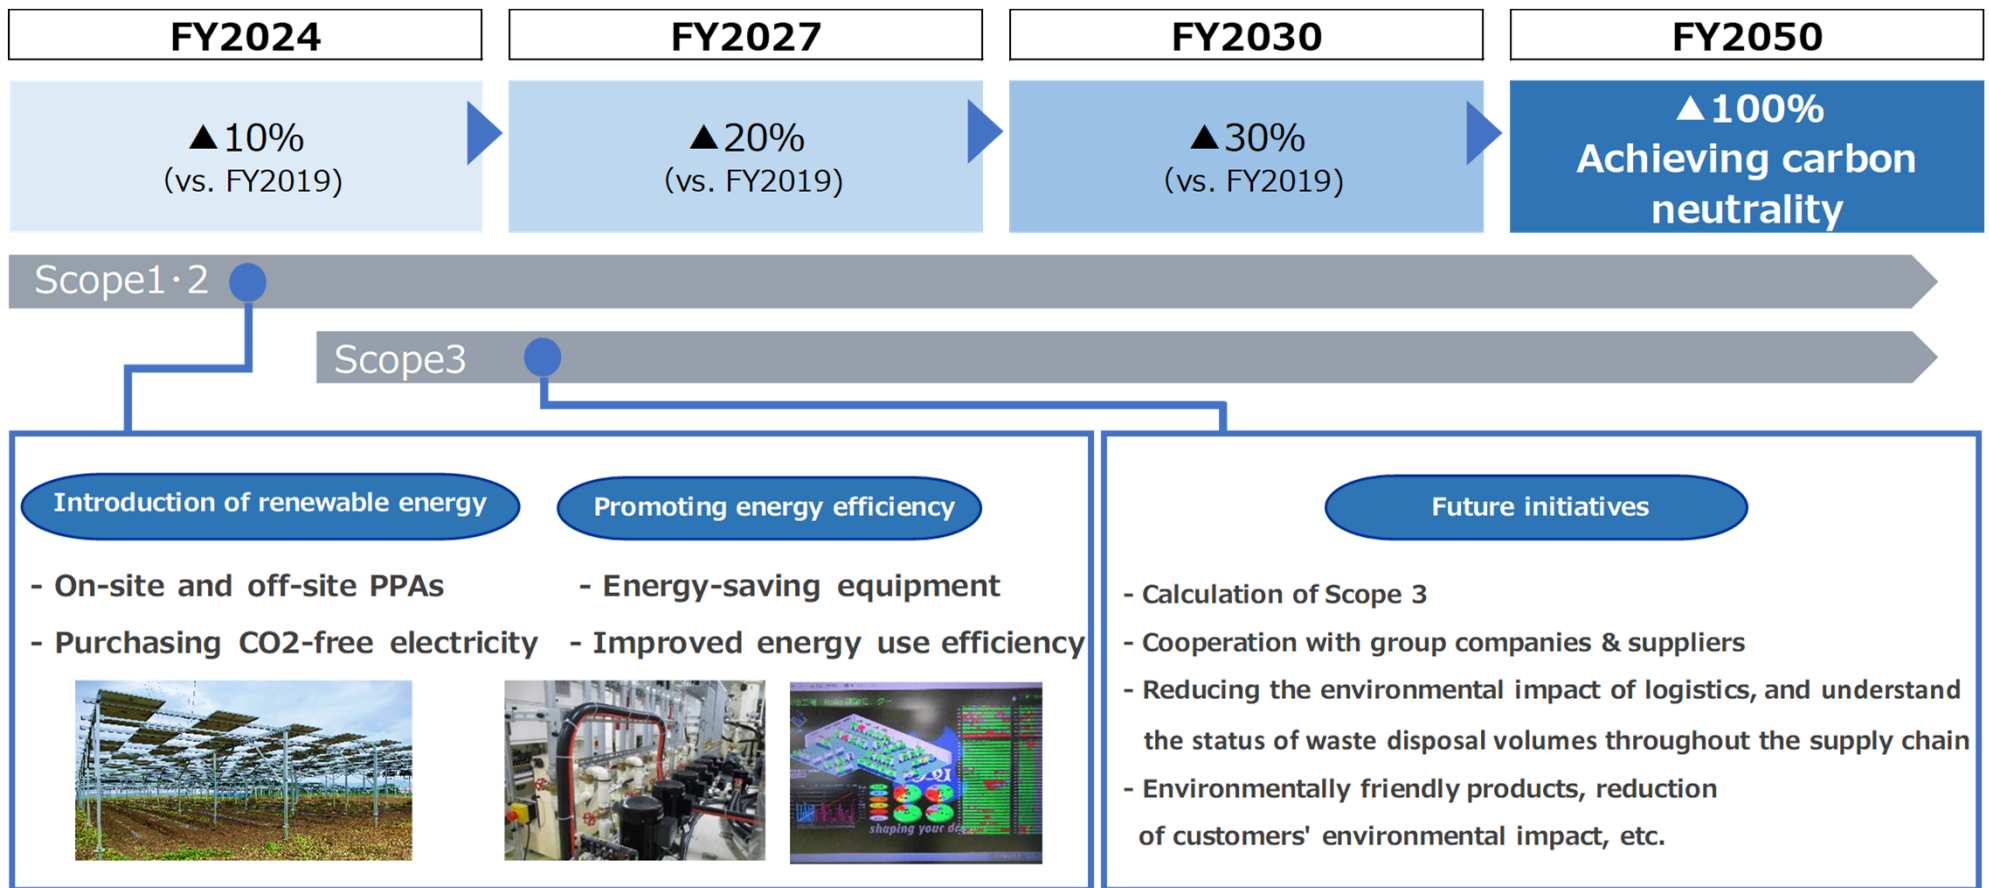 FY2024
FY2027
FY2030
FY2050
▲10%
(vs. FY2019)
▲20%
(vs. FY2019)
▲30%
(vs. FY2019)
▲100%
Achieving carbon
neutrality
Scope1・2
Scope3
Introduction of renewable energy
- On-site and off-site PPAs
- Purchasing CO2-free electricity
Promoting energy efficiency
- Energy-saving equipment
- Improved energy use efficiency
shaping your
Future initiatives
- Calculation of Scope 3
- Cooperation with group companies & suppliers
- Reducing the environmental impact of logistics, and understand
the status of waste disposal volumes throughout the supply chain
- Environmentally friendly products, reduction
of customers' environmental impact, etc.